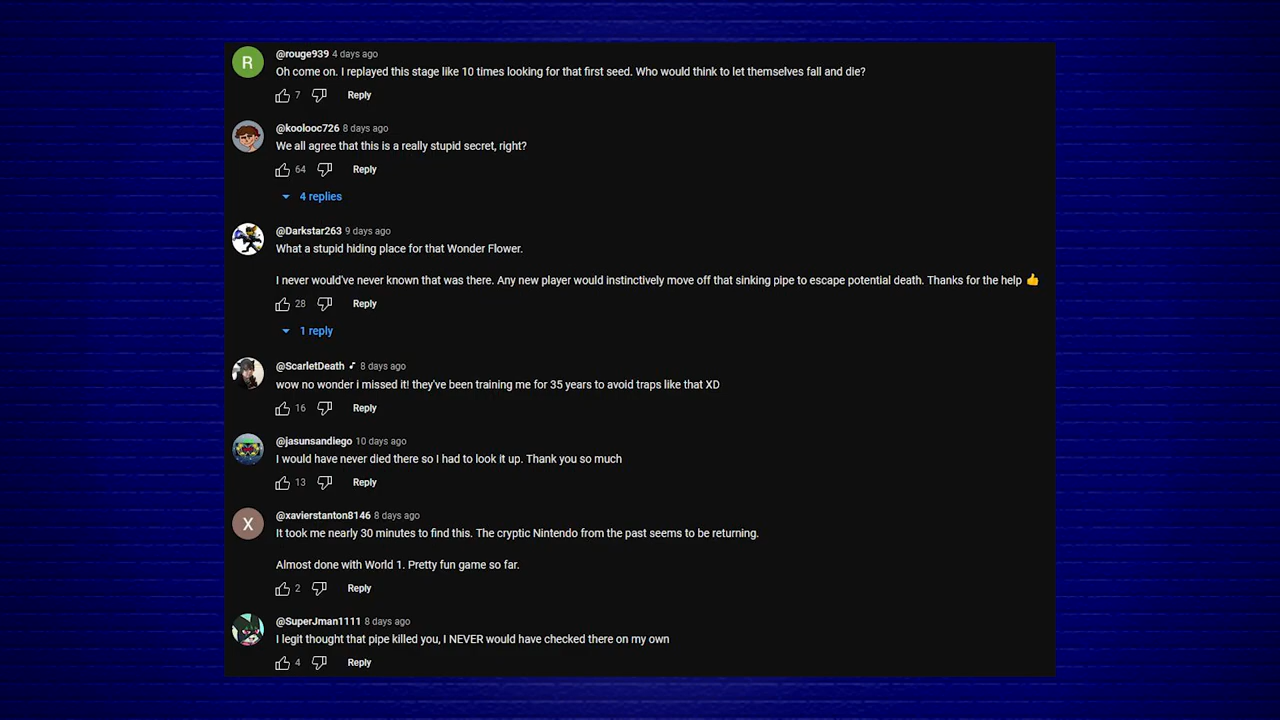 R
@rouge939 4 days ago
Oh come on. I replayed this stage like 10 times looking for that first seed. Who would think to let themselves fall and die?
7 Reply
@koolooc726 8 days ago
We all agree that this is a really stupid secret, right?
64 Reply
4 replies
@Darkstar263 9 days ago
What a stupid hiding place for that Wonder Flower.
I never would've never known that was there. Any new player would instinctively move off that sinking pipe to escape potential death. Thanks for the help 👍
28 Reply
1 reply
@ScarletDeath 8 days ago
wow no wonder i missed it! they've been training me for 35 years to avoid traps like that XD
16 Reply
@jasunsandiego 10 days ago
I would have never died there so I had to look it up. Thank you so much
13 Reply
X
@xavierstanton8146 8 days ago
It took me nearly 30 minutes to find this. The cryptic Nintendo from the past seems to be returning.
Almost done with World 1. Pretty fun game so far.
2 Reply
@SuperJman1111 8 days ago
I legit thought that pipe killed you, I NEVER would have checked there on my own
4 Reply